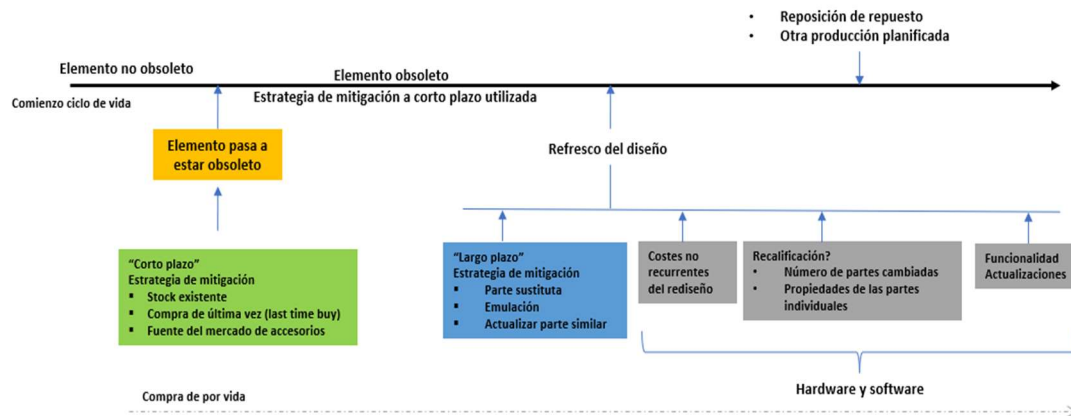 • Reposición de repuesto
• Otra producción planificada
Elemento no obsoleto
Elemento obsoleto
Comienzo ciclo de vida
Estrategia de mitigación a corto plazo utilizada
Elemento pasa a
estar obsoleto
Refresco del diseño
"Corto plazo"
Estrategia de mitigación
▪ Stock existente
▪ Compra de última vez (last time buy)
▪ Fuente del mercado de accesorios
"Largo plazo"
Estrategia de mitigación
▪ Parte sustituta
▪ Emulación
▪ Actualizar parte similar
Costes no
recurrentes
del rediseño
Recalificación?
• Número de partes cambiadas
• Propiedades de las partes
individuales
Funcionalidad
Actualizaciones
Hardware y software
Compra de por vida